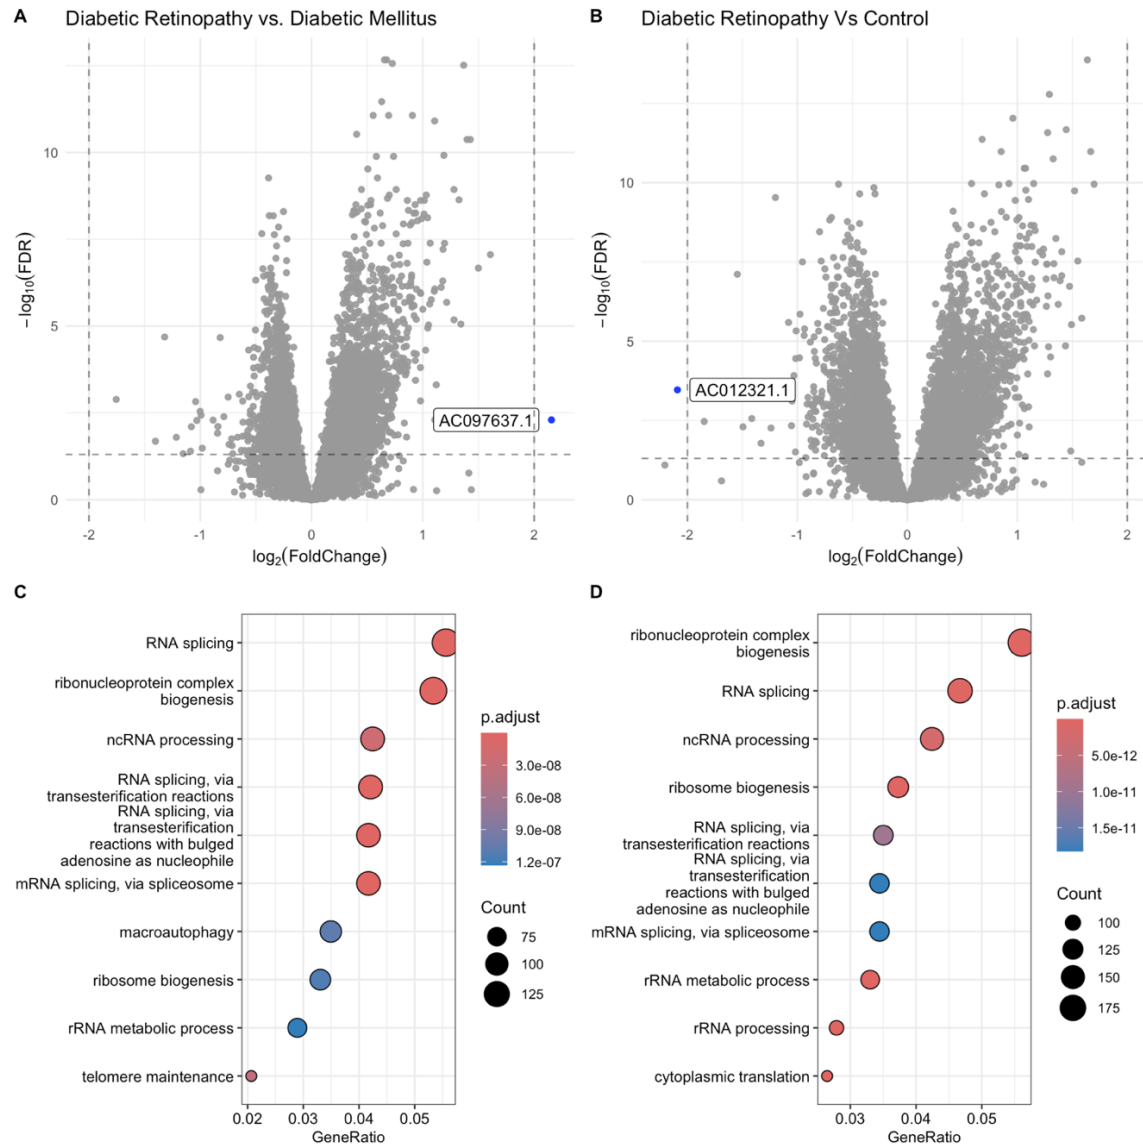 A
Diabetic Retinopathy vs. Diabetic Mellitus
−log10(FDR)
10
5
0
AC097637.1
-2
-1
0
1
2
log2(FoldChange)
B
Diabetic Retinopathy Vs Control
−log10(FDR)
10
5
0
AC012321.1
-2
-1
0
1
2
log2(FoldChange)
C
RNA splicing
ribonucleoprotein complex
biogenesis
ncRNA processing
RNA splicing, via
transesterification reactions
RNA splicing, via
transesterification
reactions with bulged
adenosine as nucleophile
mRNA splicing, via spliceosome
macroautophagy
ribosome biogenesis
rRNA metabolic process
telomere maintenance
0.02
0.03
0.04
0.05
GeneRatio
p.adjust
3.0e-08
6.0e-08
9.0e-08
1.2e-07
Count
75
100
125
D
ribonucleoprotein complex
biogenesis
RNA splicing
ncRNA processing
ribosome biogenesis
RNA splicing, via
transesterification reactions
RNA splicing, via
transesterification
reactions with bulged
adenosine as nucleophile
mRNA splicing, via spliceosome
rRNA metabolic process
rRNA processing
cytoplasmic translation
0.03
0.04
0.05
GeneRatio
p.adjust
5.0e-12
1.0e-11
1.5e-11
Count
100
125
150
175